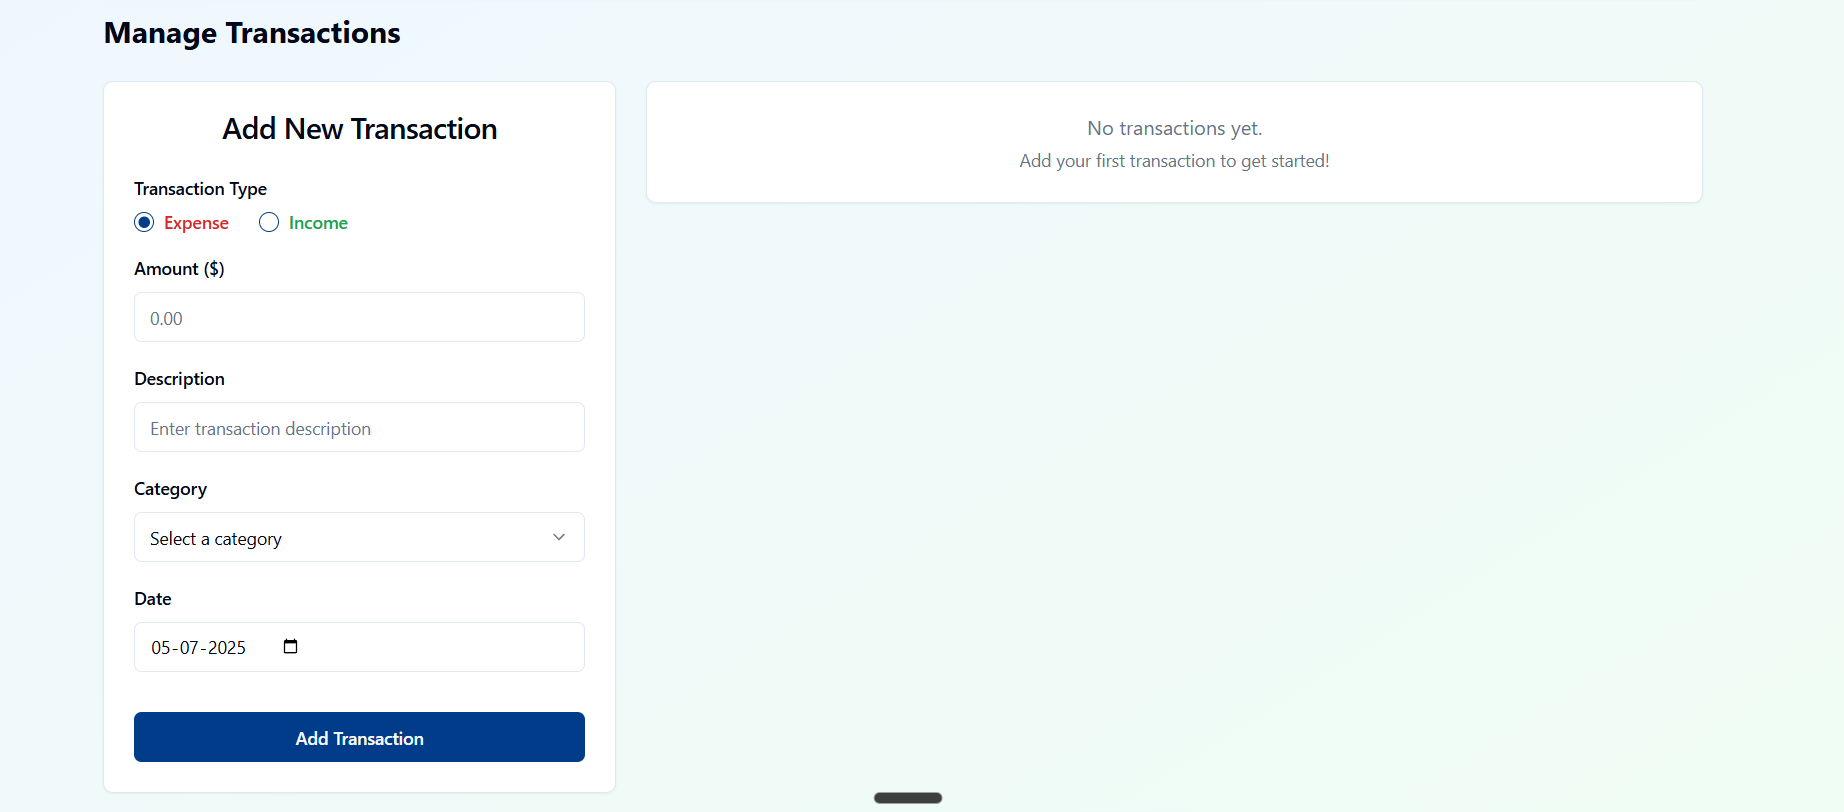 Manage Transactions
Add New Transaction
Transaction Type
Expense Income
Amount ($)
0.00
Description
Enter transaction description
Category
Select a category
Date
05-07-2025
Add Transaction
No transactions yet.
Add your first transaction to get started!